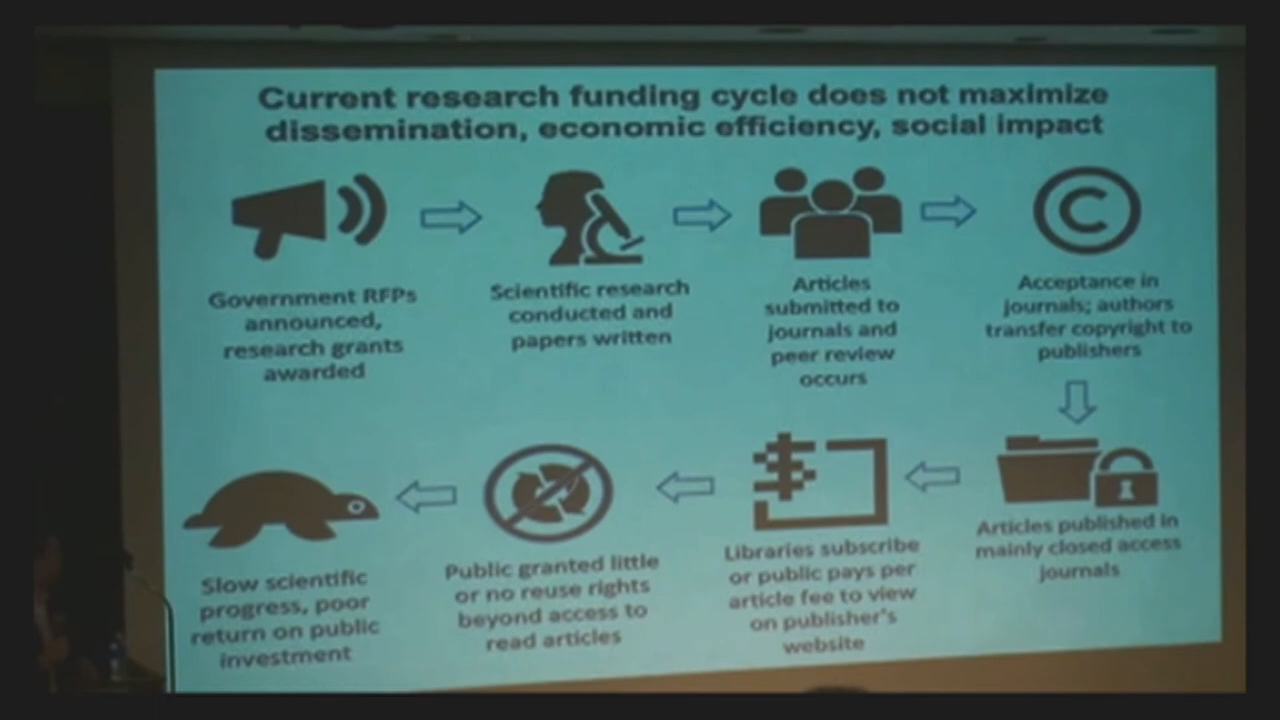 Current research funding cycle does not maximize
dissemination, economic efficiency, social impact
Government RFPs
announced,
research grants
awarded
Scientific research
conducted and
papers written
Articles
submitted to
journals and
peer review
occurs
C
Acceptance in
journals; authors
transfer copyright to
publishers
Articles published in
mainly closed access
journals
Libraries subscribe
or public pays per
article fee to view
on publisher's
website
Public granted little
or no reuse rights
beyond access to
read articles
Slow scientific
progress, poor
return on public
investment